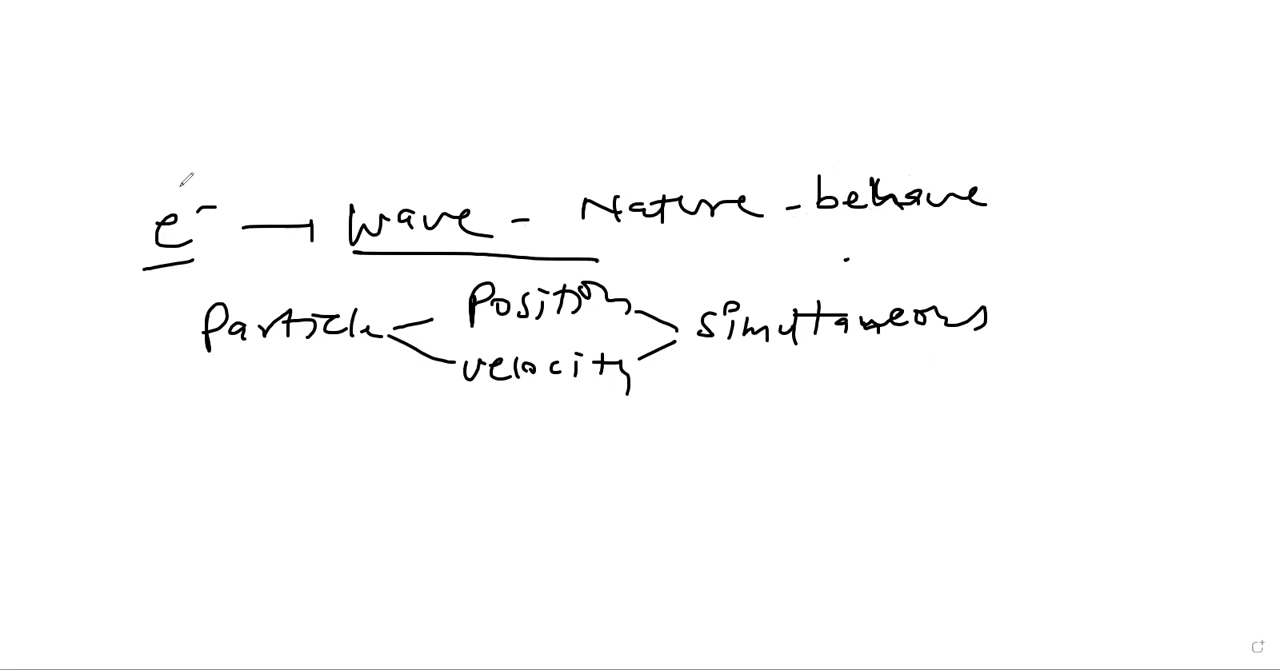 e⁻ → wave - Nature - behave
Particle position simultaneous
velocity